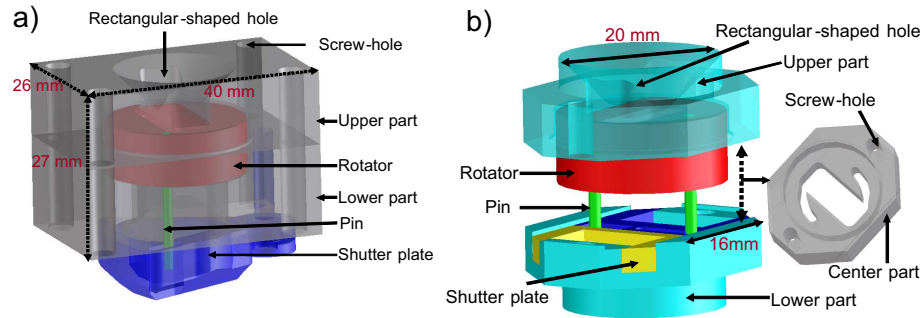 a)
Rectangular-shaped hole
Screw-hole
26 mm
40 mm
27 mm
Upper part
Rotator
Lower part
Pin
Shutter plate
b)
20 mm
Rectangular-shaped hole
Upper part
Screw-hole
Rotator
Pin
16mm
Shutter plate
Center part
Lower part